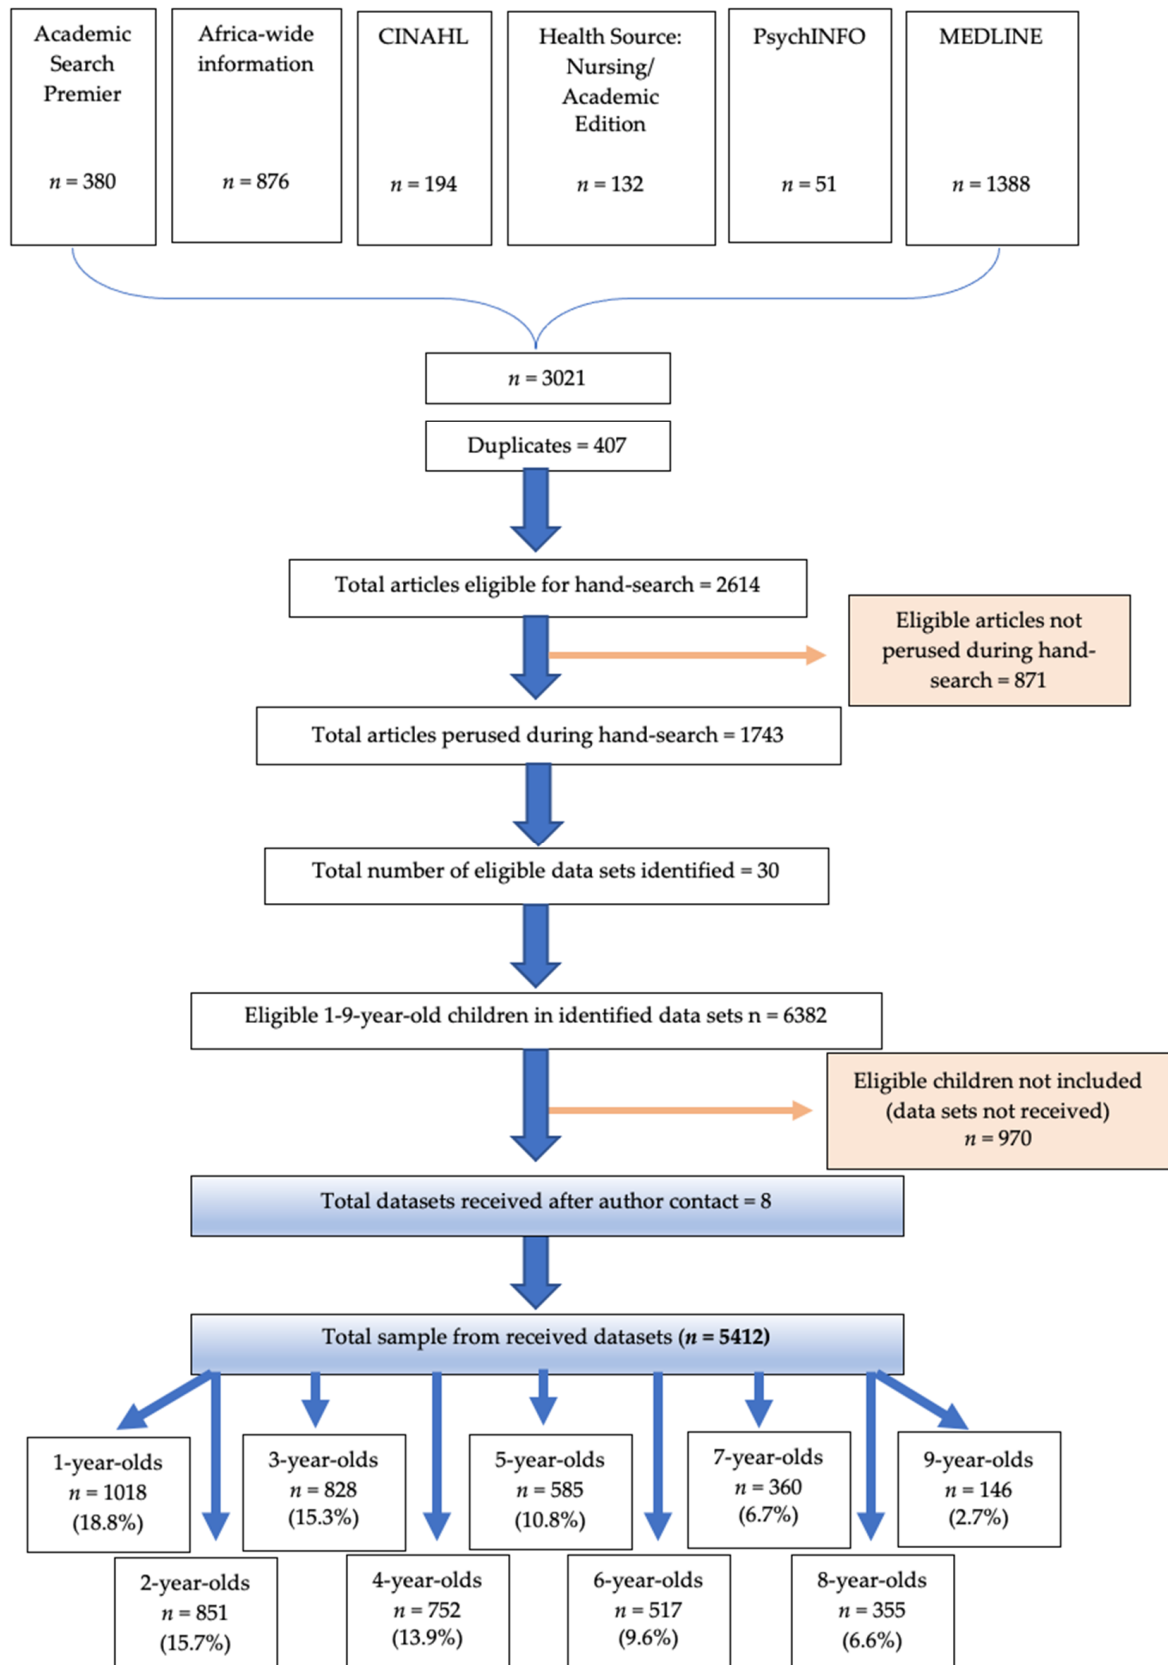 Academic
Search
Premier
n = 380
Africa-wide
information
n = 876
CINAHL
n = 194
Health Source:
Nursing/
Academic
Edition
n = 132
PsychINFO
n = 51
MEDLINE
n = 1388
n = 3021
Duplicates = 407
Total articles eligible for hand-search = 2614
Eligible articles not
perused during hand-
search = 871
Total articles perused during hand-search = 1743
Total number of eligible data sets identified = 30
Eligible 1-9-year-old children in identified data sets n = 6382
Eligible children not included
(data sets not received)
n = 970
Total datasets received after author contact = 8
Total sample from received datasets (n = 5412)
1-year-olds
n = 1018
(18.8%)
2-year-olds
n = 851
(15.7%)
3-year-olds
n = 828
(15.3%)
4-year-olds
n = 752
(13.9%)
5-year-olds
n = 585
(10.8%)
6-year-olds
n = 517
(9.6%)
7-year-olds
n = 360
(6.7%)
8-year-olds
n = 355
(6.6%)
9-year-olds
n = 146
(2.7%)